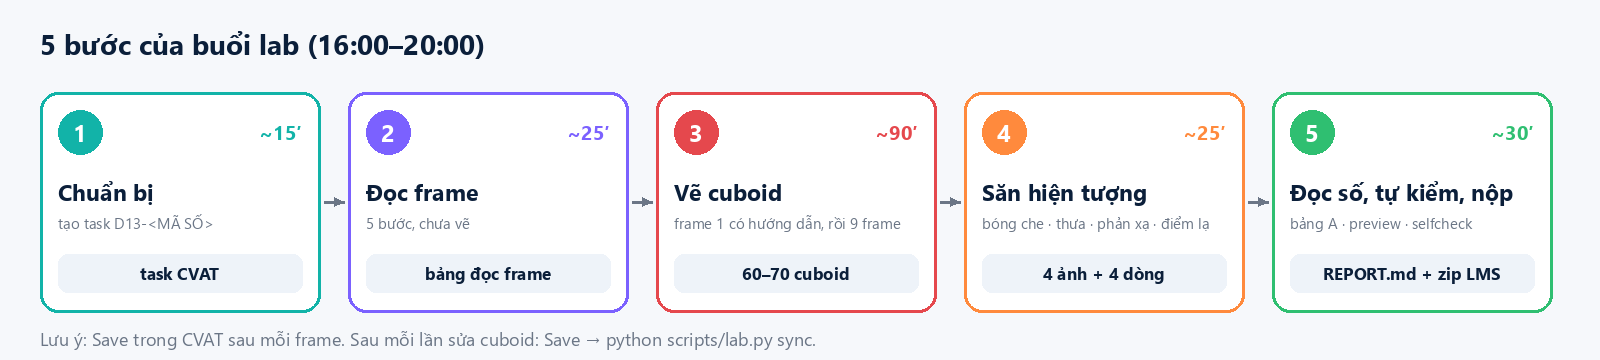 5 bước của buổi lab (16:00–20:00)
1
~15′
Chuẩn bị
tạo task D13-<MÃ SỐ>
task CVAT
2
~25′
Đọc frame
5 bước, chưa vẽ
bảng đọc frame
3
~90′
Vẽ cuboid
frame 1 có hướng dẫn, rồi 9 frame
60–70 cuboid
4
~25′
Săn hiện tượng
bóng che · thưa · phản xạ · điểm lạ
4 ảnh + 4 dòng
5
~30′
Đọc số, tự kiểm, nộp
bảng A · preview · selfcheck
REPORT.md + zip LMS
Lưu ý: Save trong CVAT sau mỗi frame. Sau mỗi lần sửa cuboid: Save → python scripts/lab.py sync.